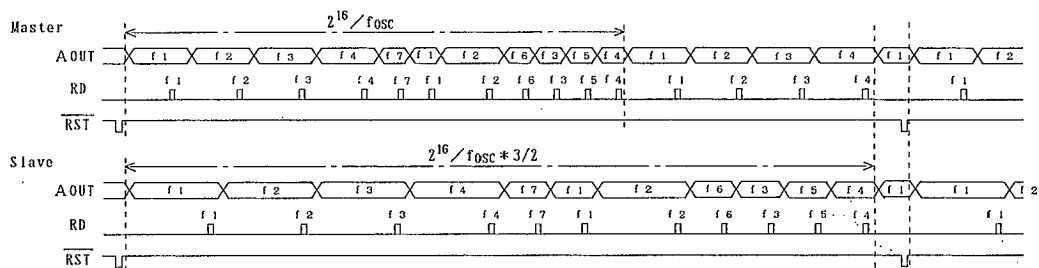 2^16/fosc
Master
AOUT f1 f2 f3 f4 f7 f1 f2 f6 f3 f5 f4 f1 f2 f3 f4 f1 f1 f2
RD f1 f2 f3 f4 f7 f1 f2 f6 f3 f5 f4 f1 f2 f3 f4 f1
RST
Slave
2^16/fosc*3/2
AOUT f1 f2 f3 f4 f7 f1 f2 f6 f3 f5 f4 f1 f1 f2
RD f1 f2 f3 f4 f7 f1 f2 f6 f3 f5 f4 f1
RST